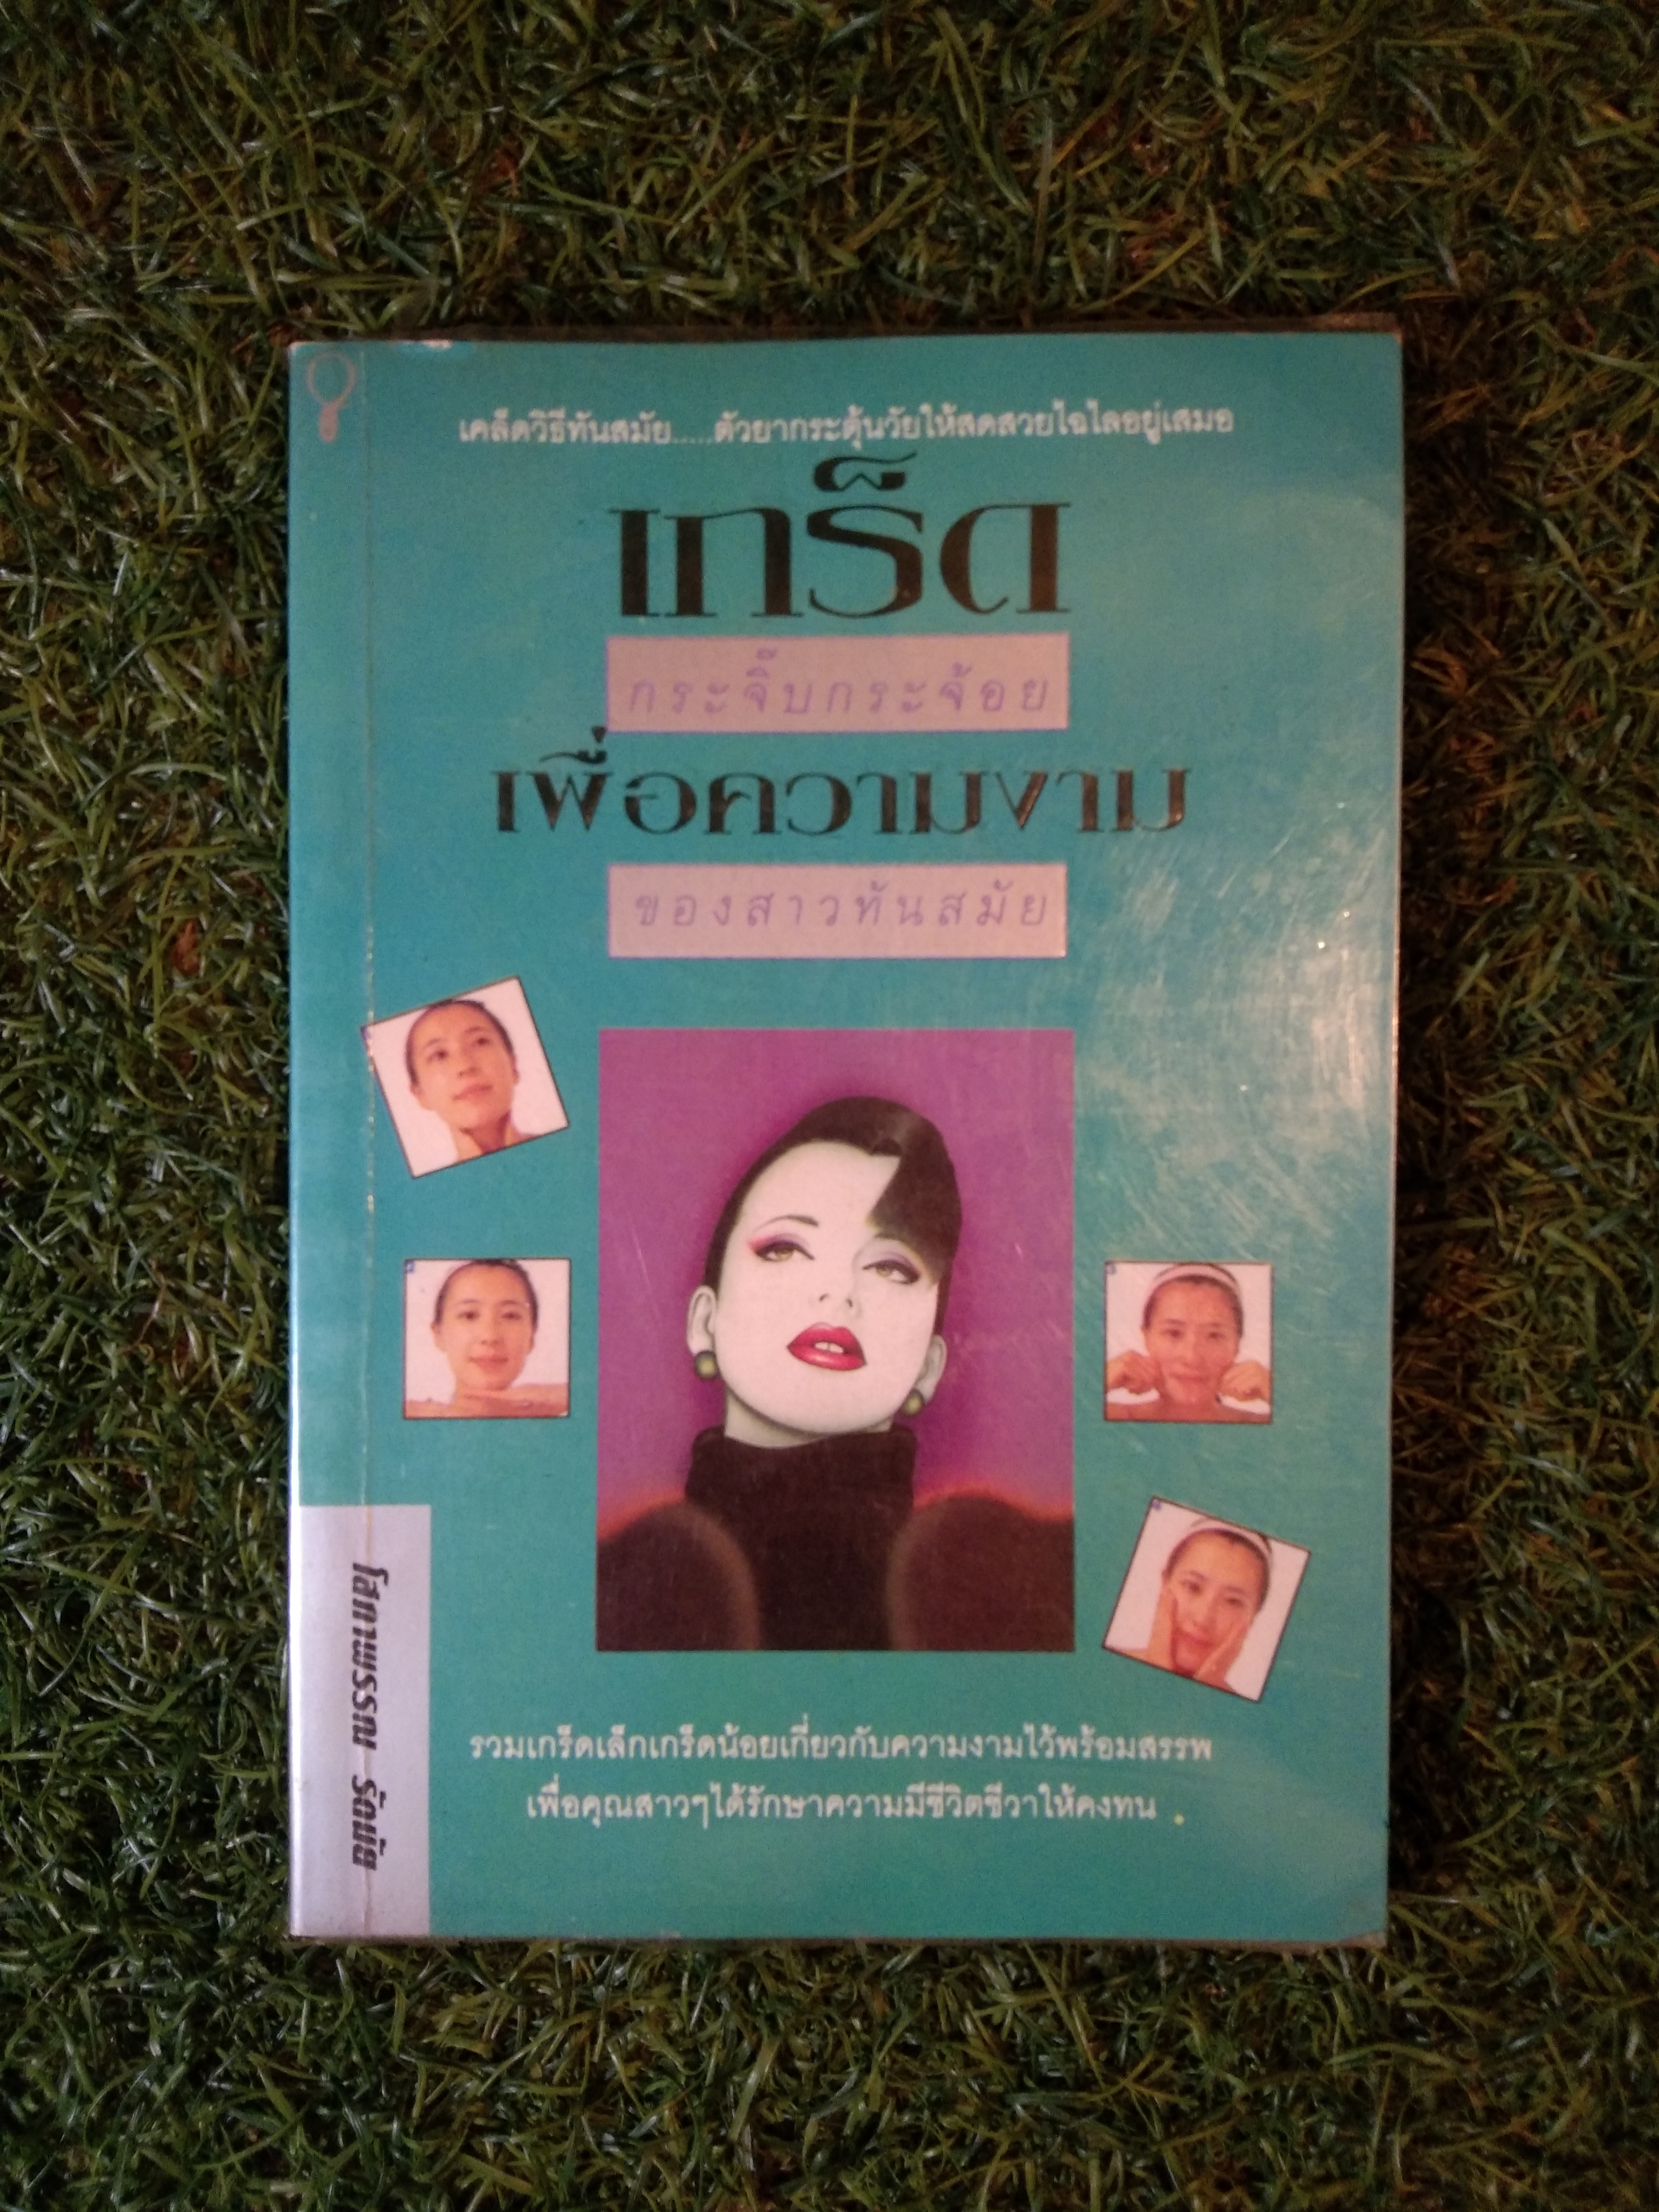 เคล็ดวิธีทันสมัย.....ตัวยากระตุ้นวัยให้สดสวยไฉไลอยู่เสมอ
เกร็ด
กระจิ๊บกระจ้อย
เพื่อความงาม
ของสาวทันสมัย
รวมเกร็ดเล็กเกร็ดน้อยเกี่ยวกับความงามไว้พร้อมสรรพ
เพื่อคุณสาวๆได้รักษาความมีชีวิตชีวาให้คงทน
โสภาพรรณ รัตนัย